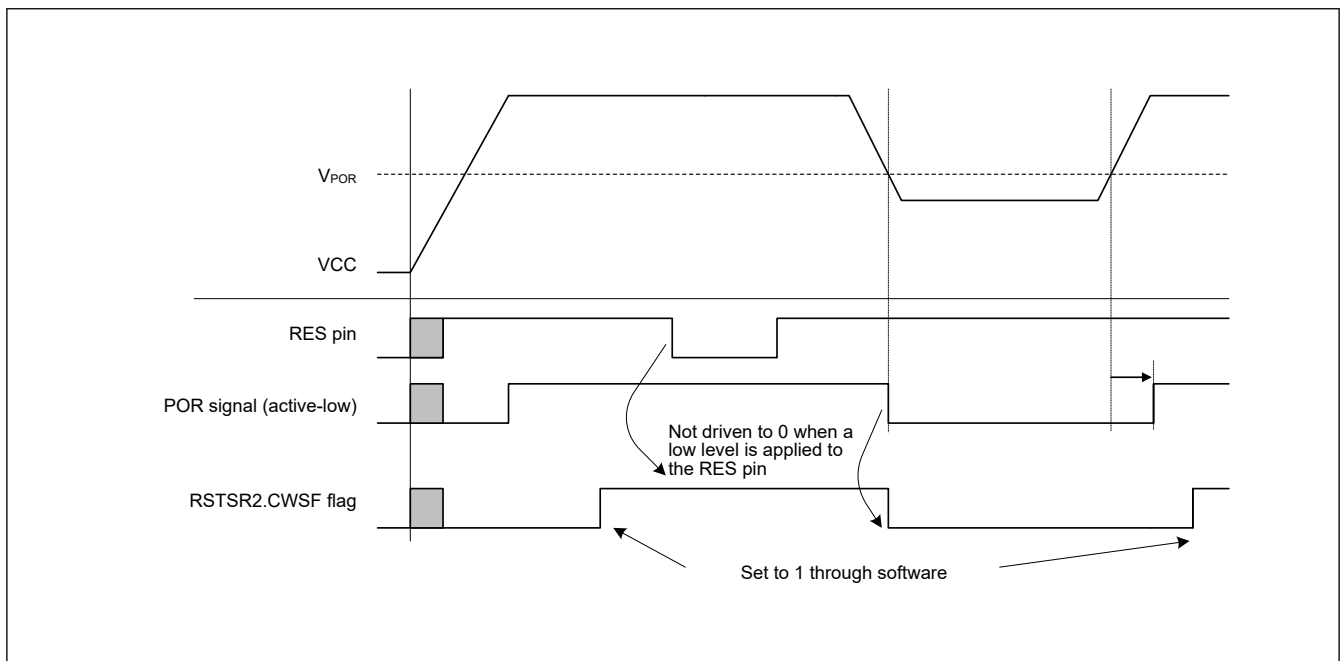 VPOR
VCC
RES pin
POR signal (active-low)
Not driven to 0 when a
low level is applied to
the RES pin
RSTSR2.CWSF flag
Set to 1 through software